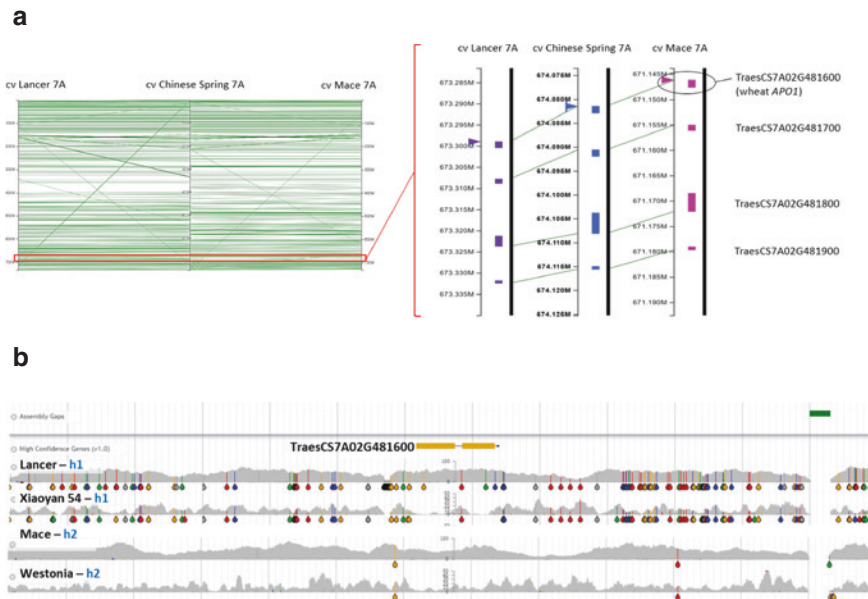 a
cv Lancer 7A
cv Chinese Spring 7A
cv Mace 7A
cv Lancer 7A
cv Chinese Spring 7A
cv Mace 7A
673.285M
673.290M
673.295M
673.300M
673.305M
673.310M
673.315M
673.320M
673.325M
673.330M
673.335M
674.075M
674.080M
674.085M
674.090M
674.095M
674.100M
674.105M
674.110M
674.115M
674.120M
674.125M
671.145M
671.150M
671.155M
671.160M
671.165M
671.170M
671.175M
671.180M
671.185M
671.190M
TraesCS7A02G481600
(wheat APO1)
TraesCS7A02G481700
TraesCS7A02G481800
TraesCS7A02G481900
b
Assembly Gaps
High Confidence Genes (v1.0)
TraesCS7A02G481600
Lancer – h1
Xiaoyan 54 – h1
Mace – h2
Westonia – h2